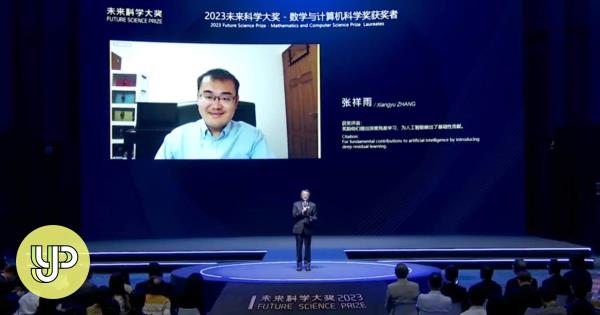 未来科学大奖
FUTURE SCIENCE PRIZE
2023未来科学大奖 - 数学与计算机科学奖获奖者
2023 Future Science Prize - Mathematics and Computer Science Prize Laureates
张祥雨 / Xiangyu ZHANG
获奖评语:
奖励他们提出深度残差学习,为人工智能做出了基础性贡献。
Citation:
For fundamental contributions to artificial intelligence by introducing
deep residual learning.
YP
未来科学大奖2023
FUTURE SCIENCE PRIZE